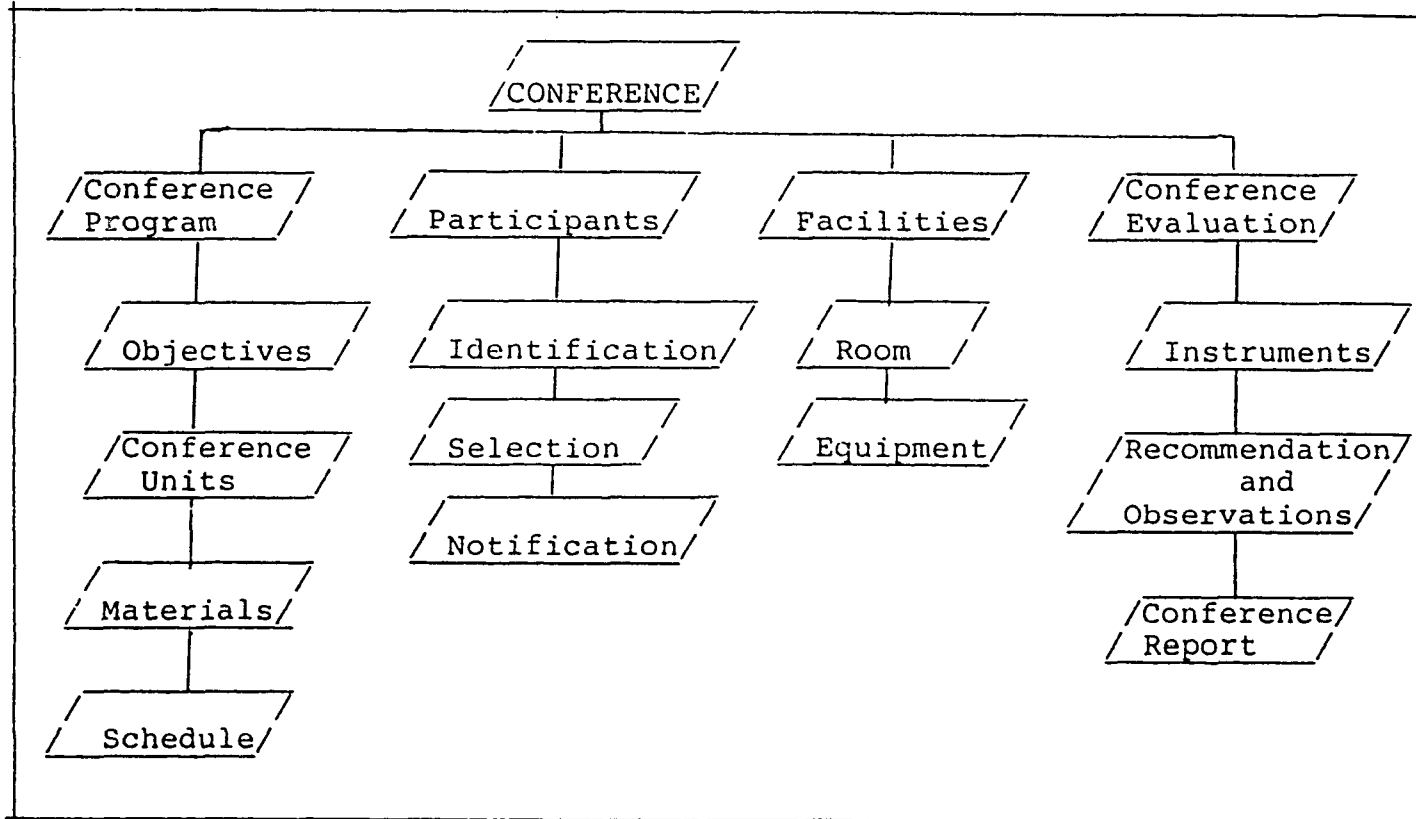 CONFERENCE
Conference
Program
Participants
Facilities
Conference
Evaluation
Objectives
Identification
Room
Instruments
Conference
Units
Selection
Equipment
Recommendation
and
Observations
Notification
Materials
Conference
Report
Schedule